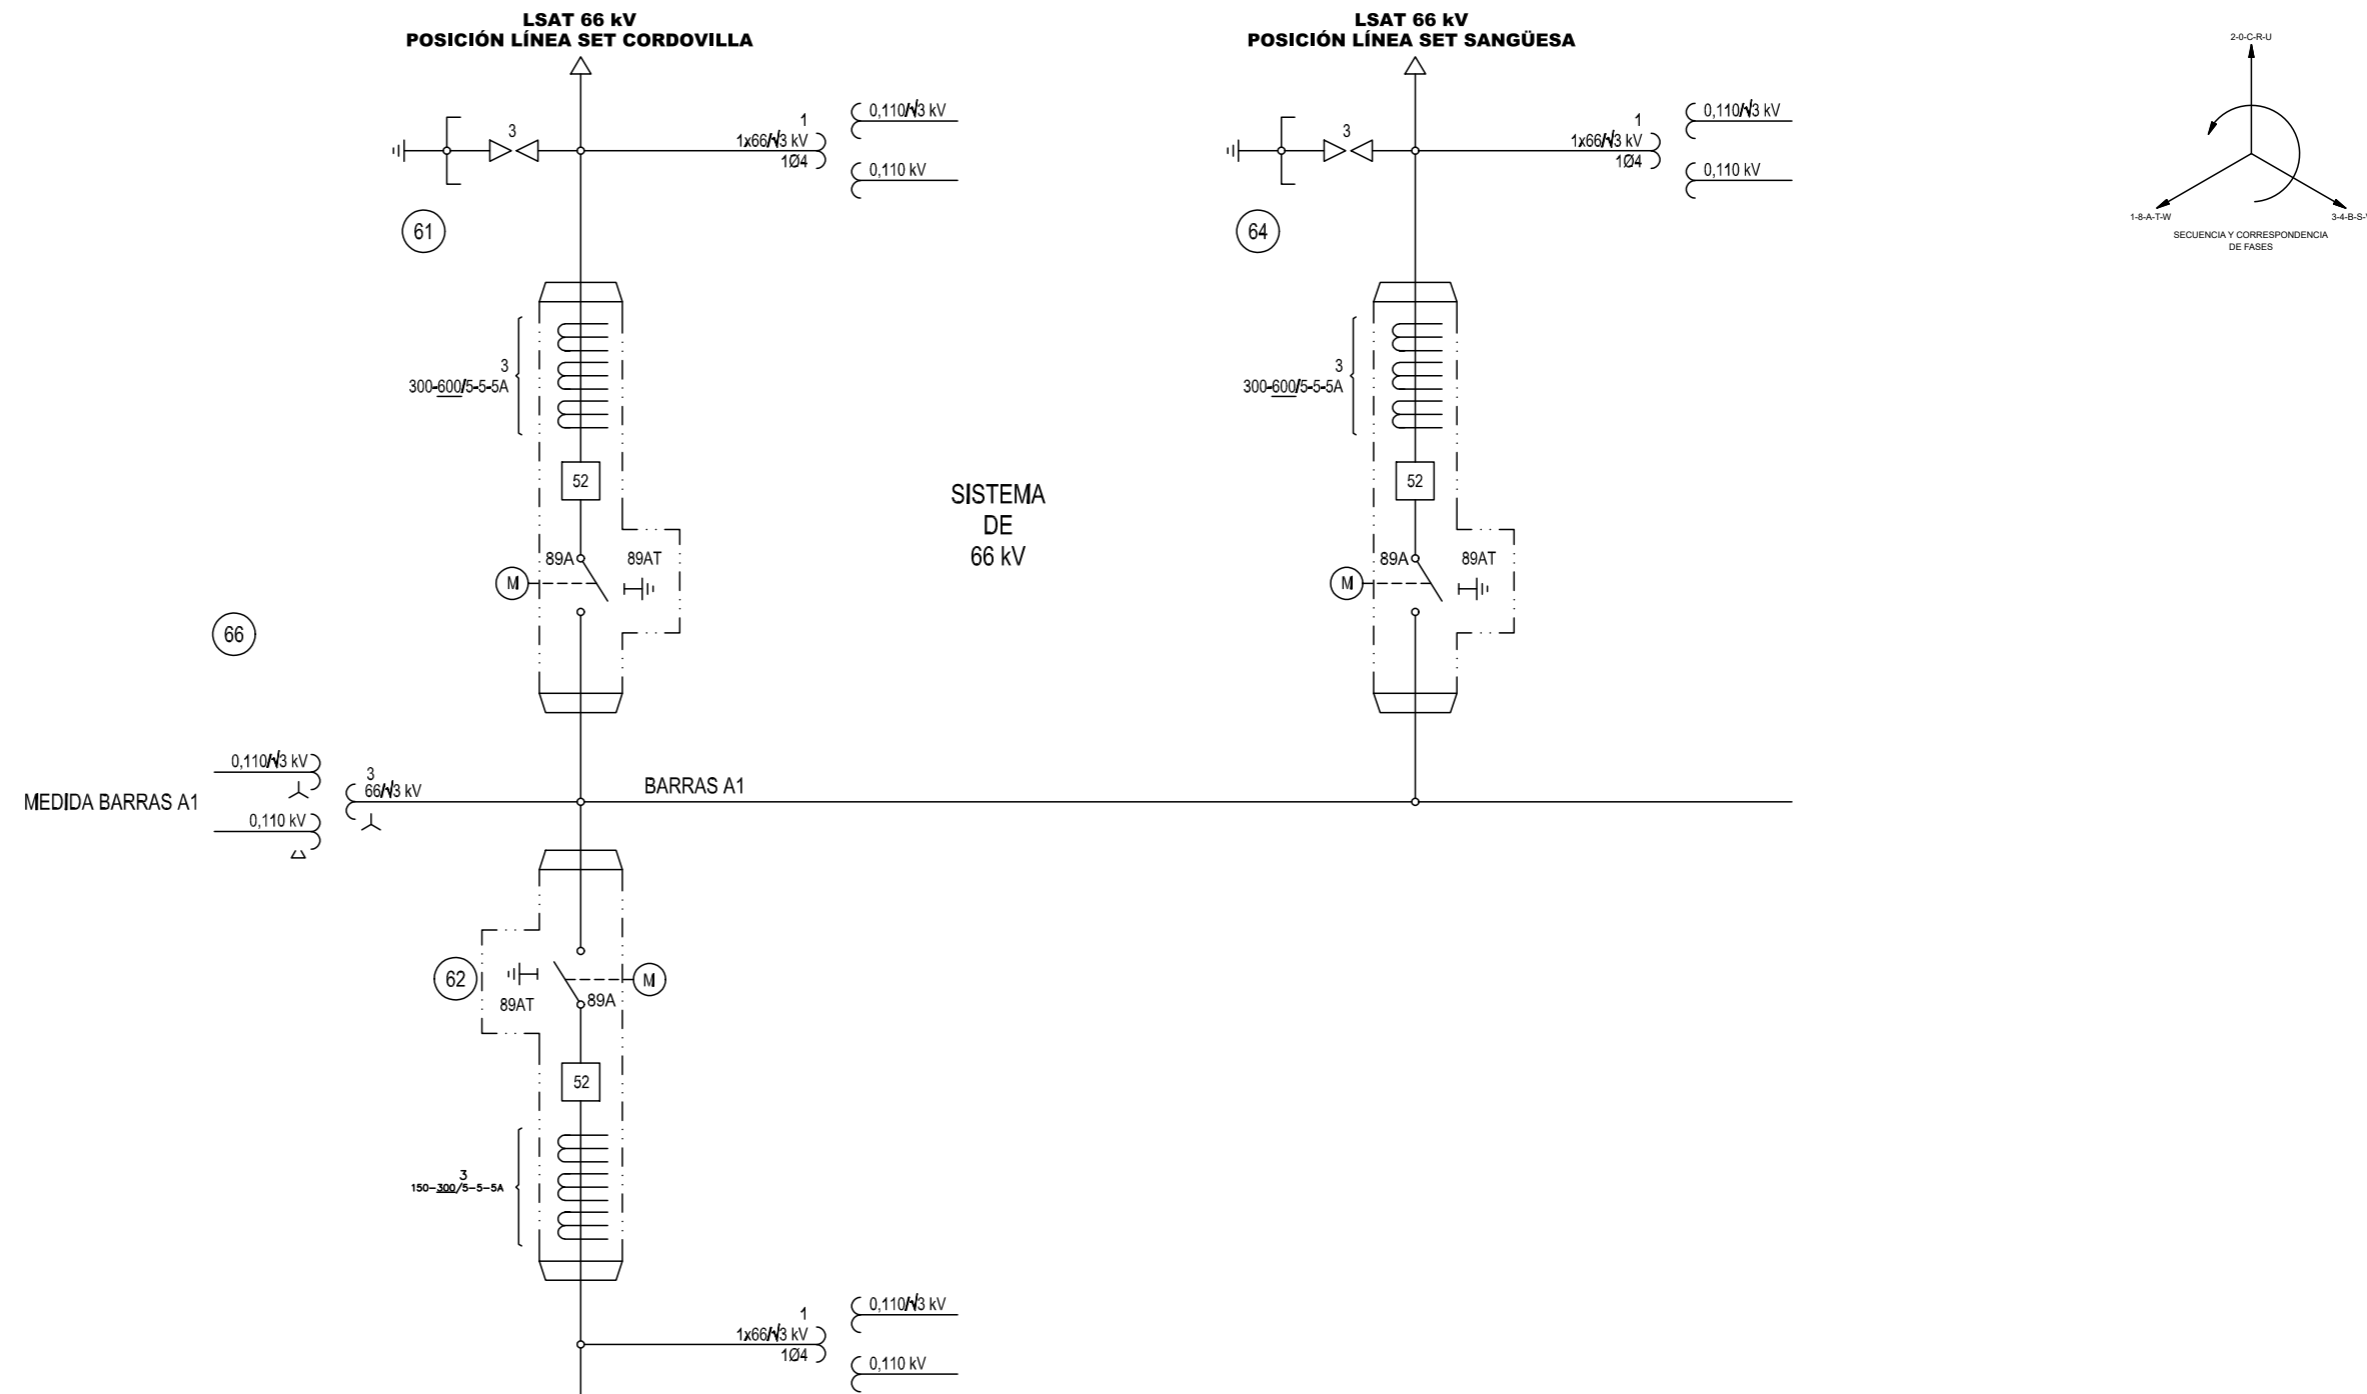 LSAT 66 kV
POSICIÓN LÍNEA SET CORDOVILLA
LSAT 66 kV
POSICIÓN LÍNEA SET SANGÜESA
2-0-C-R-U
1-8-A-T-W
SECUENCIA Y CORRESPONDENCIA
DE FASES
3
1
1x66/√3 kV
1Ø4
0,110/√3 kV
0,110 kV
61
3
1
1x66/√3 kV
1Ø4
0,110/√3 kV
0,110 kV
64
3
300-600/5-5-5A
52
89A
89AT
M
SISTEMA
DE
66 kV
3
300-600/5-5-5A
52
89A
89AT
M
66
MEDIDA BARRAS A1
0,110/√3 kV
0,110 kV
3
66/√3 kV
BARRAS A1
62
89AT
89A
M
52
3
150-300/5-5-5A
1
1x66/√3 kV
1Ø4
0,110/√3 kV
0,110 kV